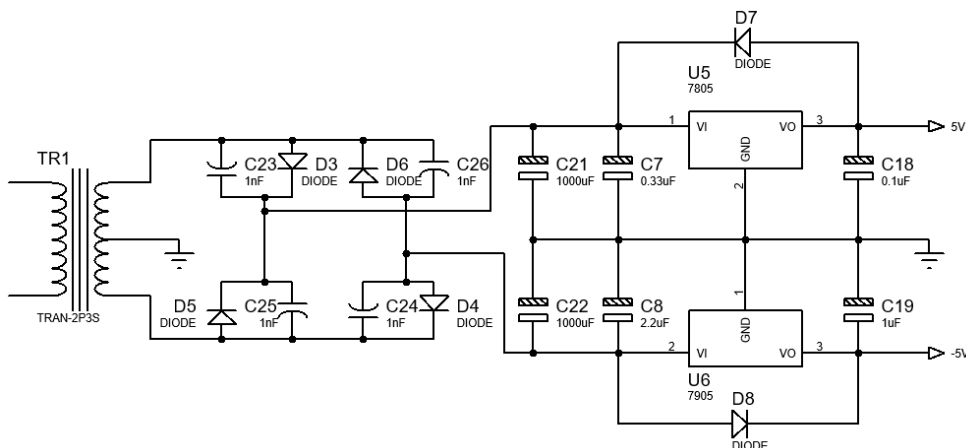 D7
DIODE
U5
7805
1
VI
VO
3
GND
2
5V
TR1
TRAN-2P3S
C23
1nF
D3
DIODE
D6
DIODE
C26
1nF
C21
1000uF
C7
0.33uF
C18
0.1uF
D5
DIODE
C25
1nF
C24
1nF
D4
DIODE
C22
1000uF
C8
2.2uF
1
GND
C19
1uF
2
VI
VO
3
-5V
U6
7905
D8
DIODE